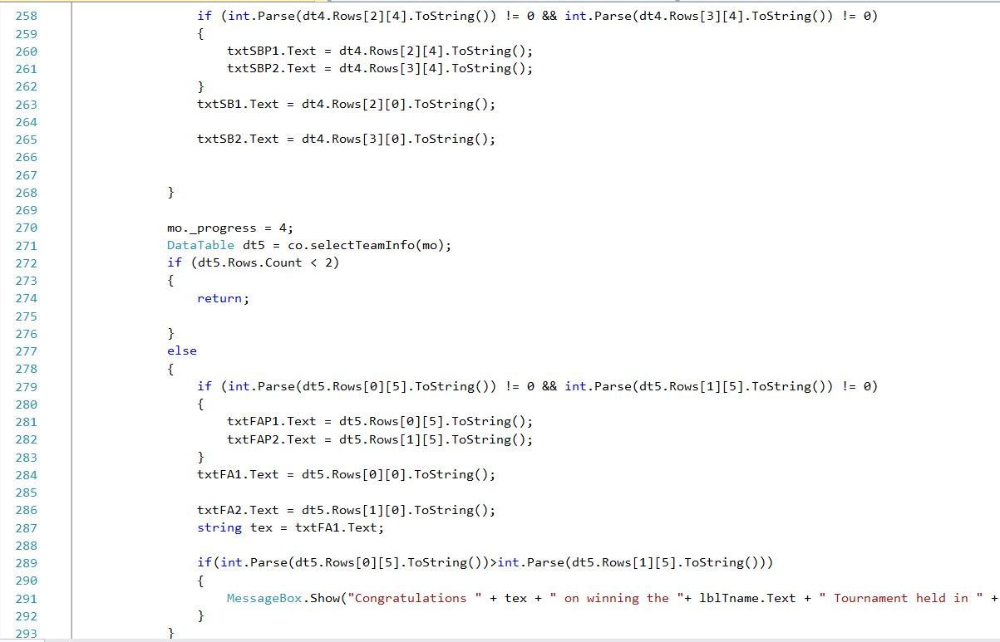 258 if (int.Parse(dt4.Rows[2][4].ToString()) != 0 && int.Parse(dt4.Rows[3][4].ToString()) != 0)
259 {
260 txtSBP1.Text = dt4.Rows[2][4].ToString();
261 txtSBP2.Text = dt4.Rows[3][4].ToString();
262 }
263 txtSB1.Text = dt4.Rows[2][0].ToString();
264
265 txtSB2.Text = dt4.Rows[3][0].ToString();
266
267
268 }
269
270 mo._progress = 4;
271 DataTable dt5 = co.selectTeamInfo(mo);
272 if (dt5.Rows.Count < 2)
273 {
274 return;
275
276 }
277 else
278 {
279 if (int.Parse(dt5.Rows[0][5].ToString()) != 0 && int.Parse(dt5.Rows[1][5].ToString()) != 0)
280 {
281 txtFAP1.Text = dt5.Rows[0][5].ToString();
282 txtFAP2.Text = dt5.Rows[1][5].ToString();
283 }
284 txtFA1.Text = dt5.Rows[0][0].ToString();
285
286 txtFA2.Text = dt5.Rows[1][0].ToString();
287 string tex = txtFA1.Text;
288
289 if(int.Parse(dt5.Rows[0][5].ToString())>int.Parse(dt5.Rows[1][5].ToString()))
290 {
291 MessageBox.Show("Congratulations " + tex + " on winning the "+ lblTname.Text + " Tournament held in " +
292 }
293 }